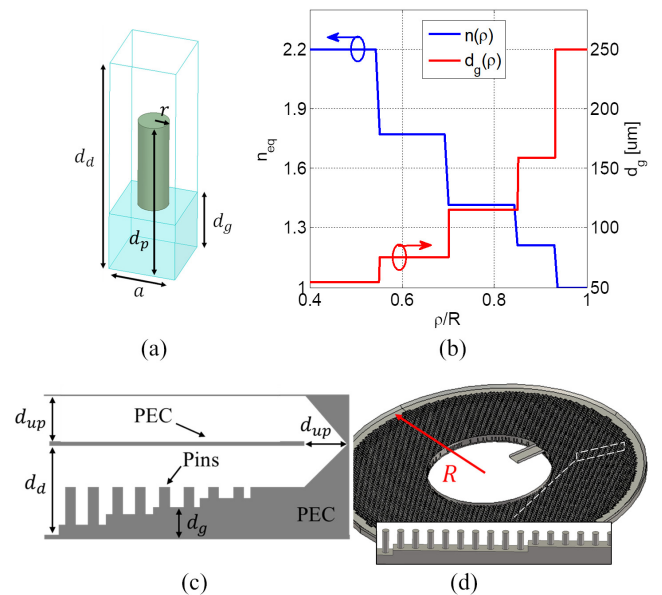 r
d_d
d_g
d_p
a
(a)
n(ρ)
d_g(ρ)
2.2
1.9
1.6
1.3
1
n_eq
250
200
150
100
50
d_g [um]
0.4
0.6
0.8
1
ρ/R
(b)
d_up
PEC
d_up
d_d
Pins
d_g
PEC
(c)
R
(d)